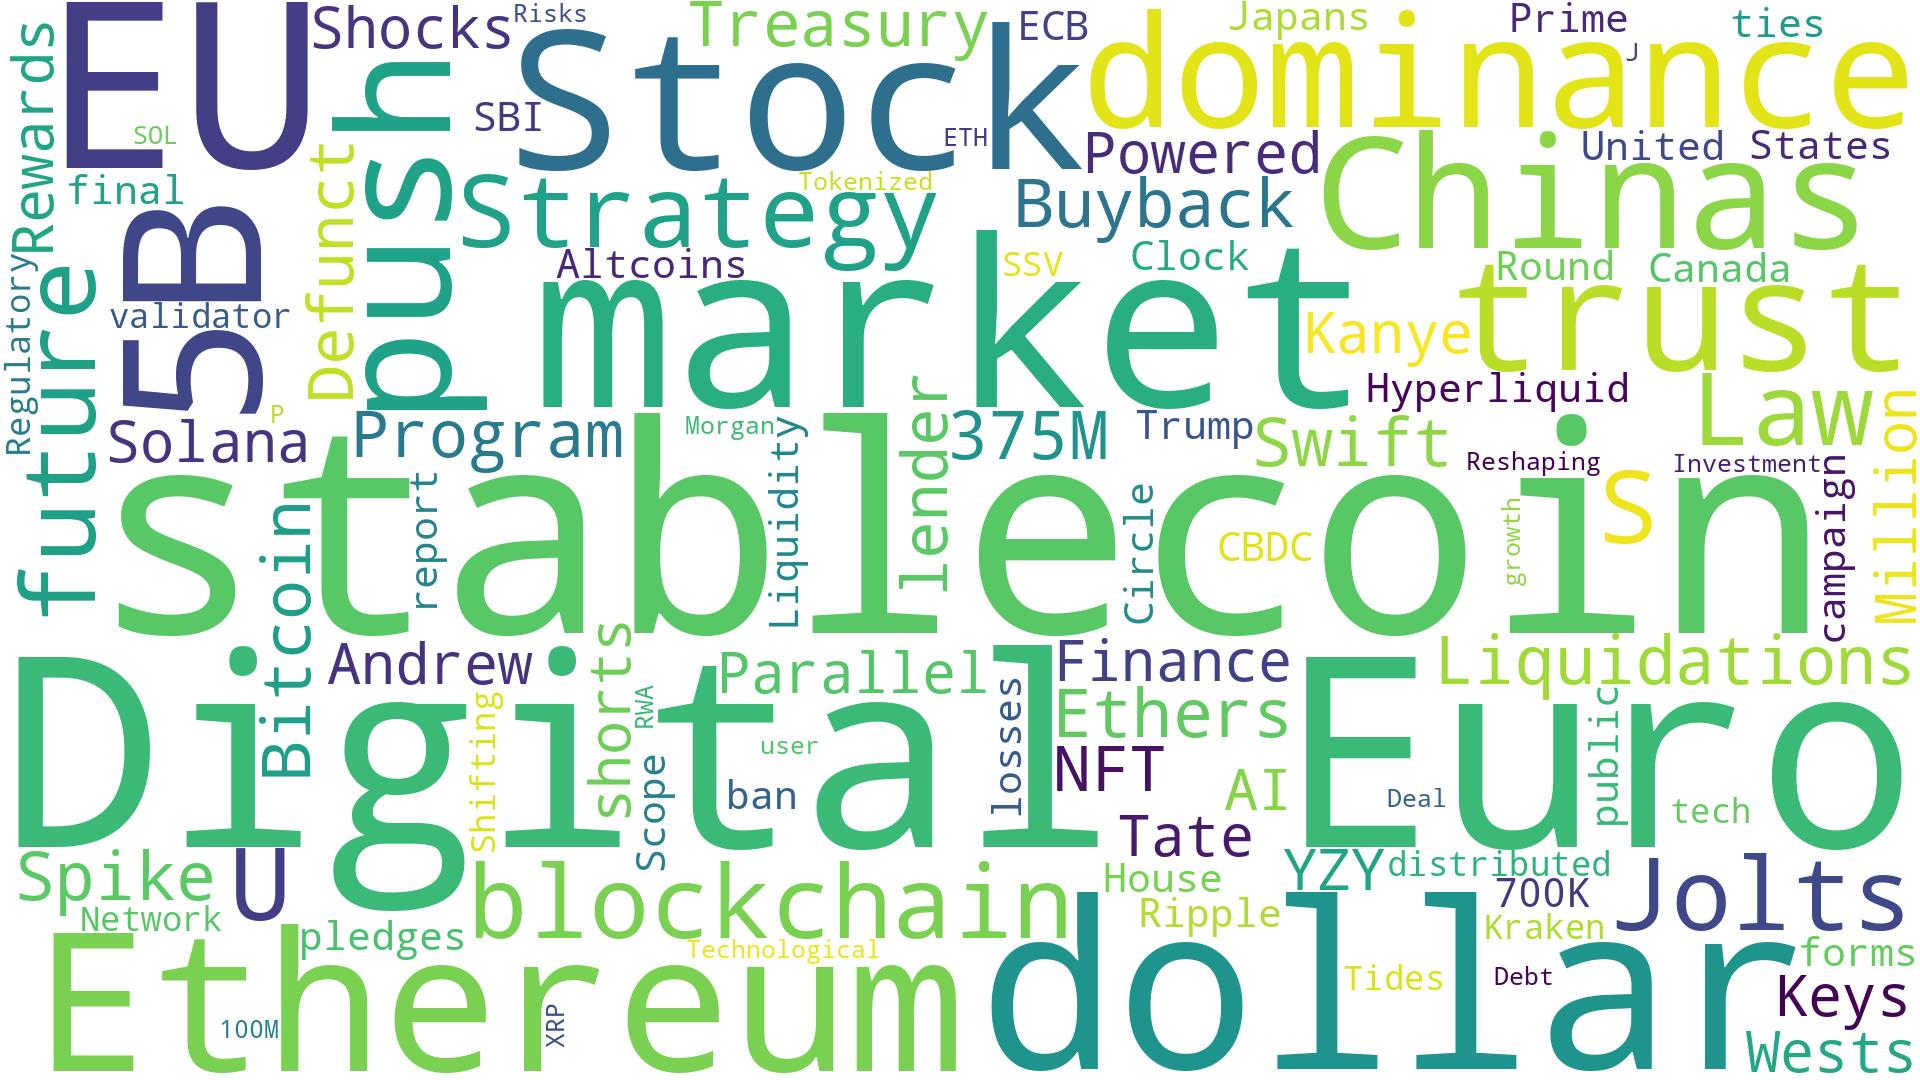 EU
Shocks
Risks
Stock
Treasury
ECB
dominance
Japans
Prime
J
ties
SOL
SBI
ETH
Powered
United
States
Rewards
final
push
Defunct
Strategy
Tokenized
Buyback
Chinas
5B
Altcoins
SSV
Clock
Round
Canada
Regulatory
future
validator
market
Kanye
trust
P
Hyperliquid
Law
Solana
Program
Morgan
lender
375M
Trump
Swift
Reshaping
Investment
Million
stablecoin
report
Liquidity
Circle
CBDC
growth
S
campaign
Bitcoin
Andrew
shorts
Parallel
Finance
Liquidations
Digital
Euro
Shifting
RWA
user
losses
Ethers
public
Scope
ban
NFT
AI
Deal
tech
Tate
Spike
U
blockchain
House
YZY
distributed
700K
Jolts
Network
pledges
Ripple
Kraken
Ethereum
Technological
dollar
Tides
Debt
forms
Keys
100M
XRP
Wests